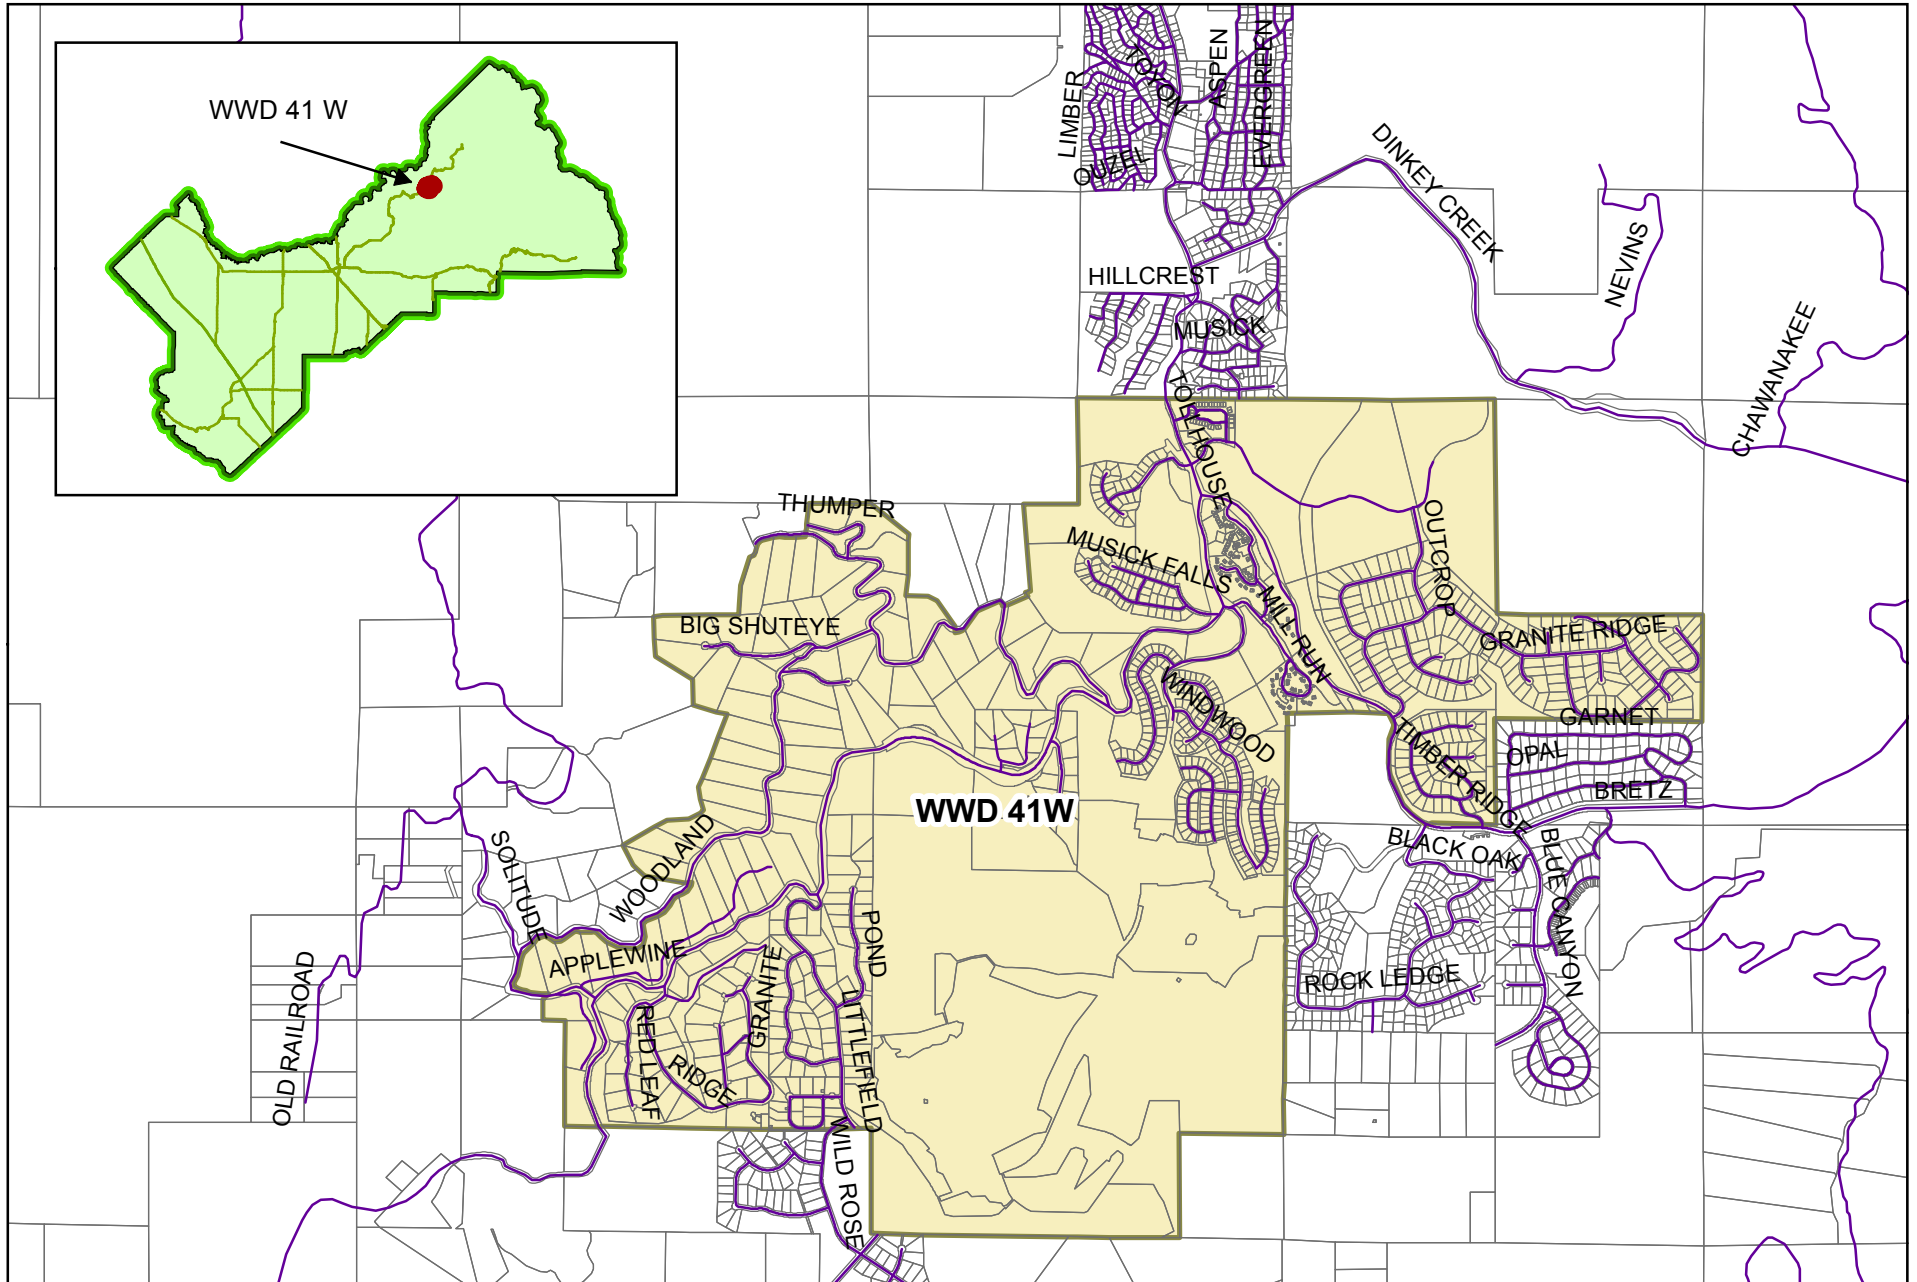 WWD 41 W
LIMBER
TOXON
ASPEN
EVERGREEN
OUZEL
DINKEY CREEK
NEVINS
HILLCREST
MUSICK
CHAWANAKEE
TOLLHOUSE
THUMPER
OUTCROP
MUSICK FALLS
MILL RUN
BIG SHUTEYE
GRANITE RIDGE
WINDWOOD
GARNET
TIMBER RIDGE
OPAL
BRETZ
WWD 41W
SOLITUDE
WOODLAND
BLACK OAK
BLUE CANYON
POND
APPLEWINE
GRANITE
RIDGE
ROCK LEDGE
OLD RAILROAD
RED LEAF
LITTLEFIELD
WILD ROSE